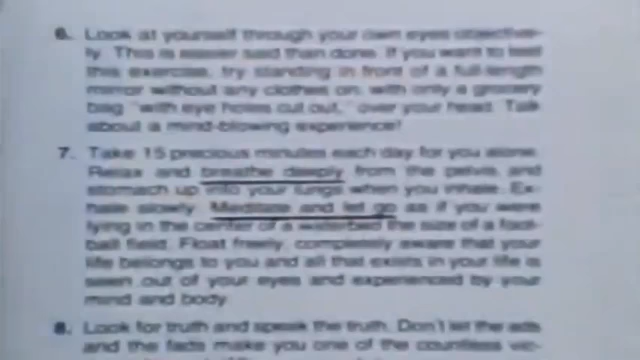 6. Look at yourself through your own eyes objective-
ly. This is easier said than done. If you want to test
this exercise, try standing in front of a full-length
mirror without any clothes on, with only a grocery
bag "with eye holes cut out," over your head. Talk
about a mind-blowing experience!
7. Take 15 precious minutes each day for you alone.
Relax and breathe deeply from the pelvis and
stomach up into your lungs when you inhale. Ex-
hale slowly. Meditate and let go as if you were
lying in the center of a waterbed the size of a foot-
ball field. Float freely, completely aware that your
life belongs to you and all that exists in your life is
seen out of your eyes and experienced by your
mind and body.
8. Look for truth and speak the truth. Don't let the ads
and the fads make you one of the countless vic-